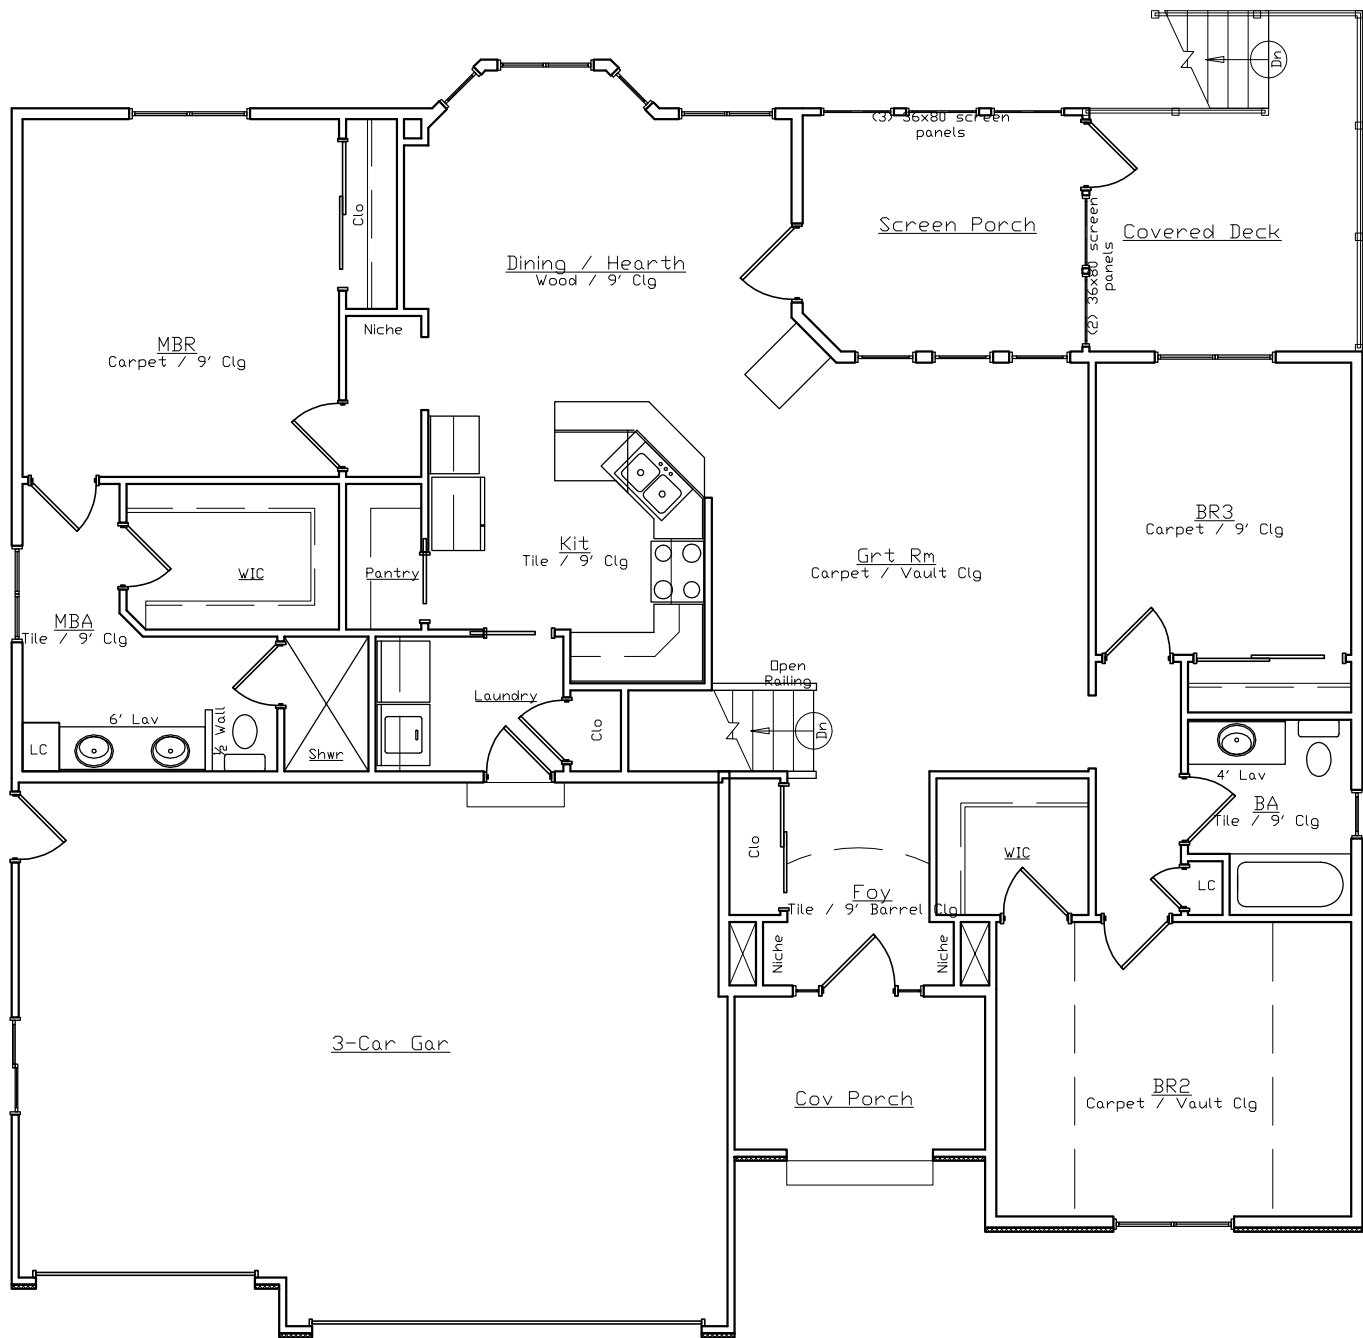 Dn
(3) 36x80 screen
panels
Clo
Screen Porch
(2) 36x80 screen
panels
Covered Deck
Dining / Hearth
Wood / 9' Clg
Niche
MBR
Carpet / 9' Clg
BR3
Carpet / 9' Clg
Kit
Tile / 9' Clg
Grt Rm
Carpet / Vault Clg
WIC
Pantry
MBA
Tile / 9' Clg
Open
Railing
Laundry
6' Lav
½ Wall
Clo
Dn
LC
Shwr
4' Lav
BA
Tile / 9' Clg
Clo
WIC
LC
Foy
Tile / 9' Barrel Clg
Niche
Niche
3-Car Gar
Cov Porch
BR2
Carpet / Vault Clg